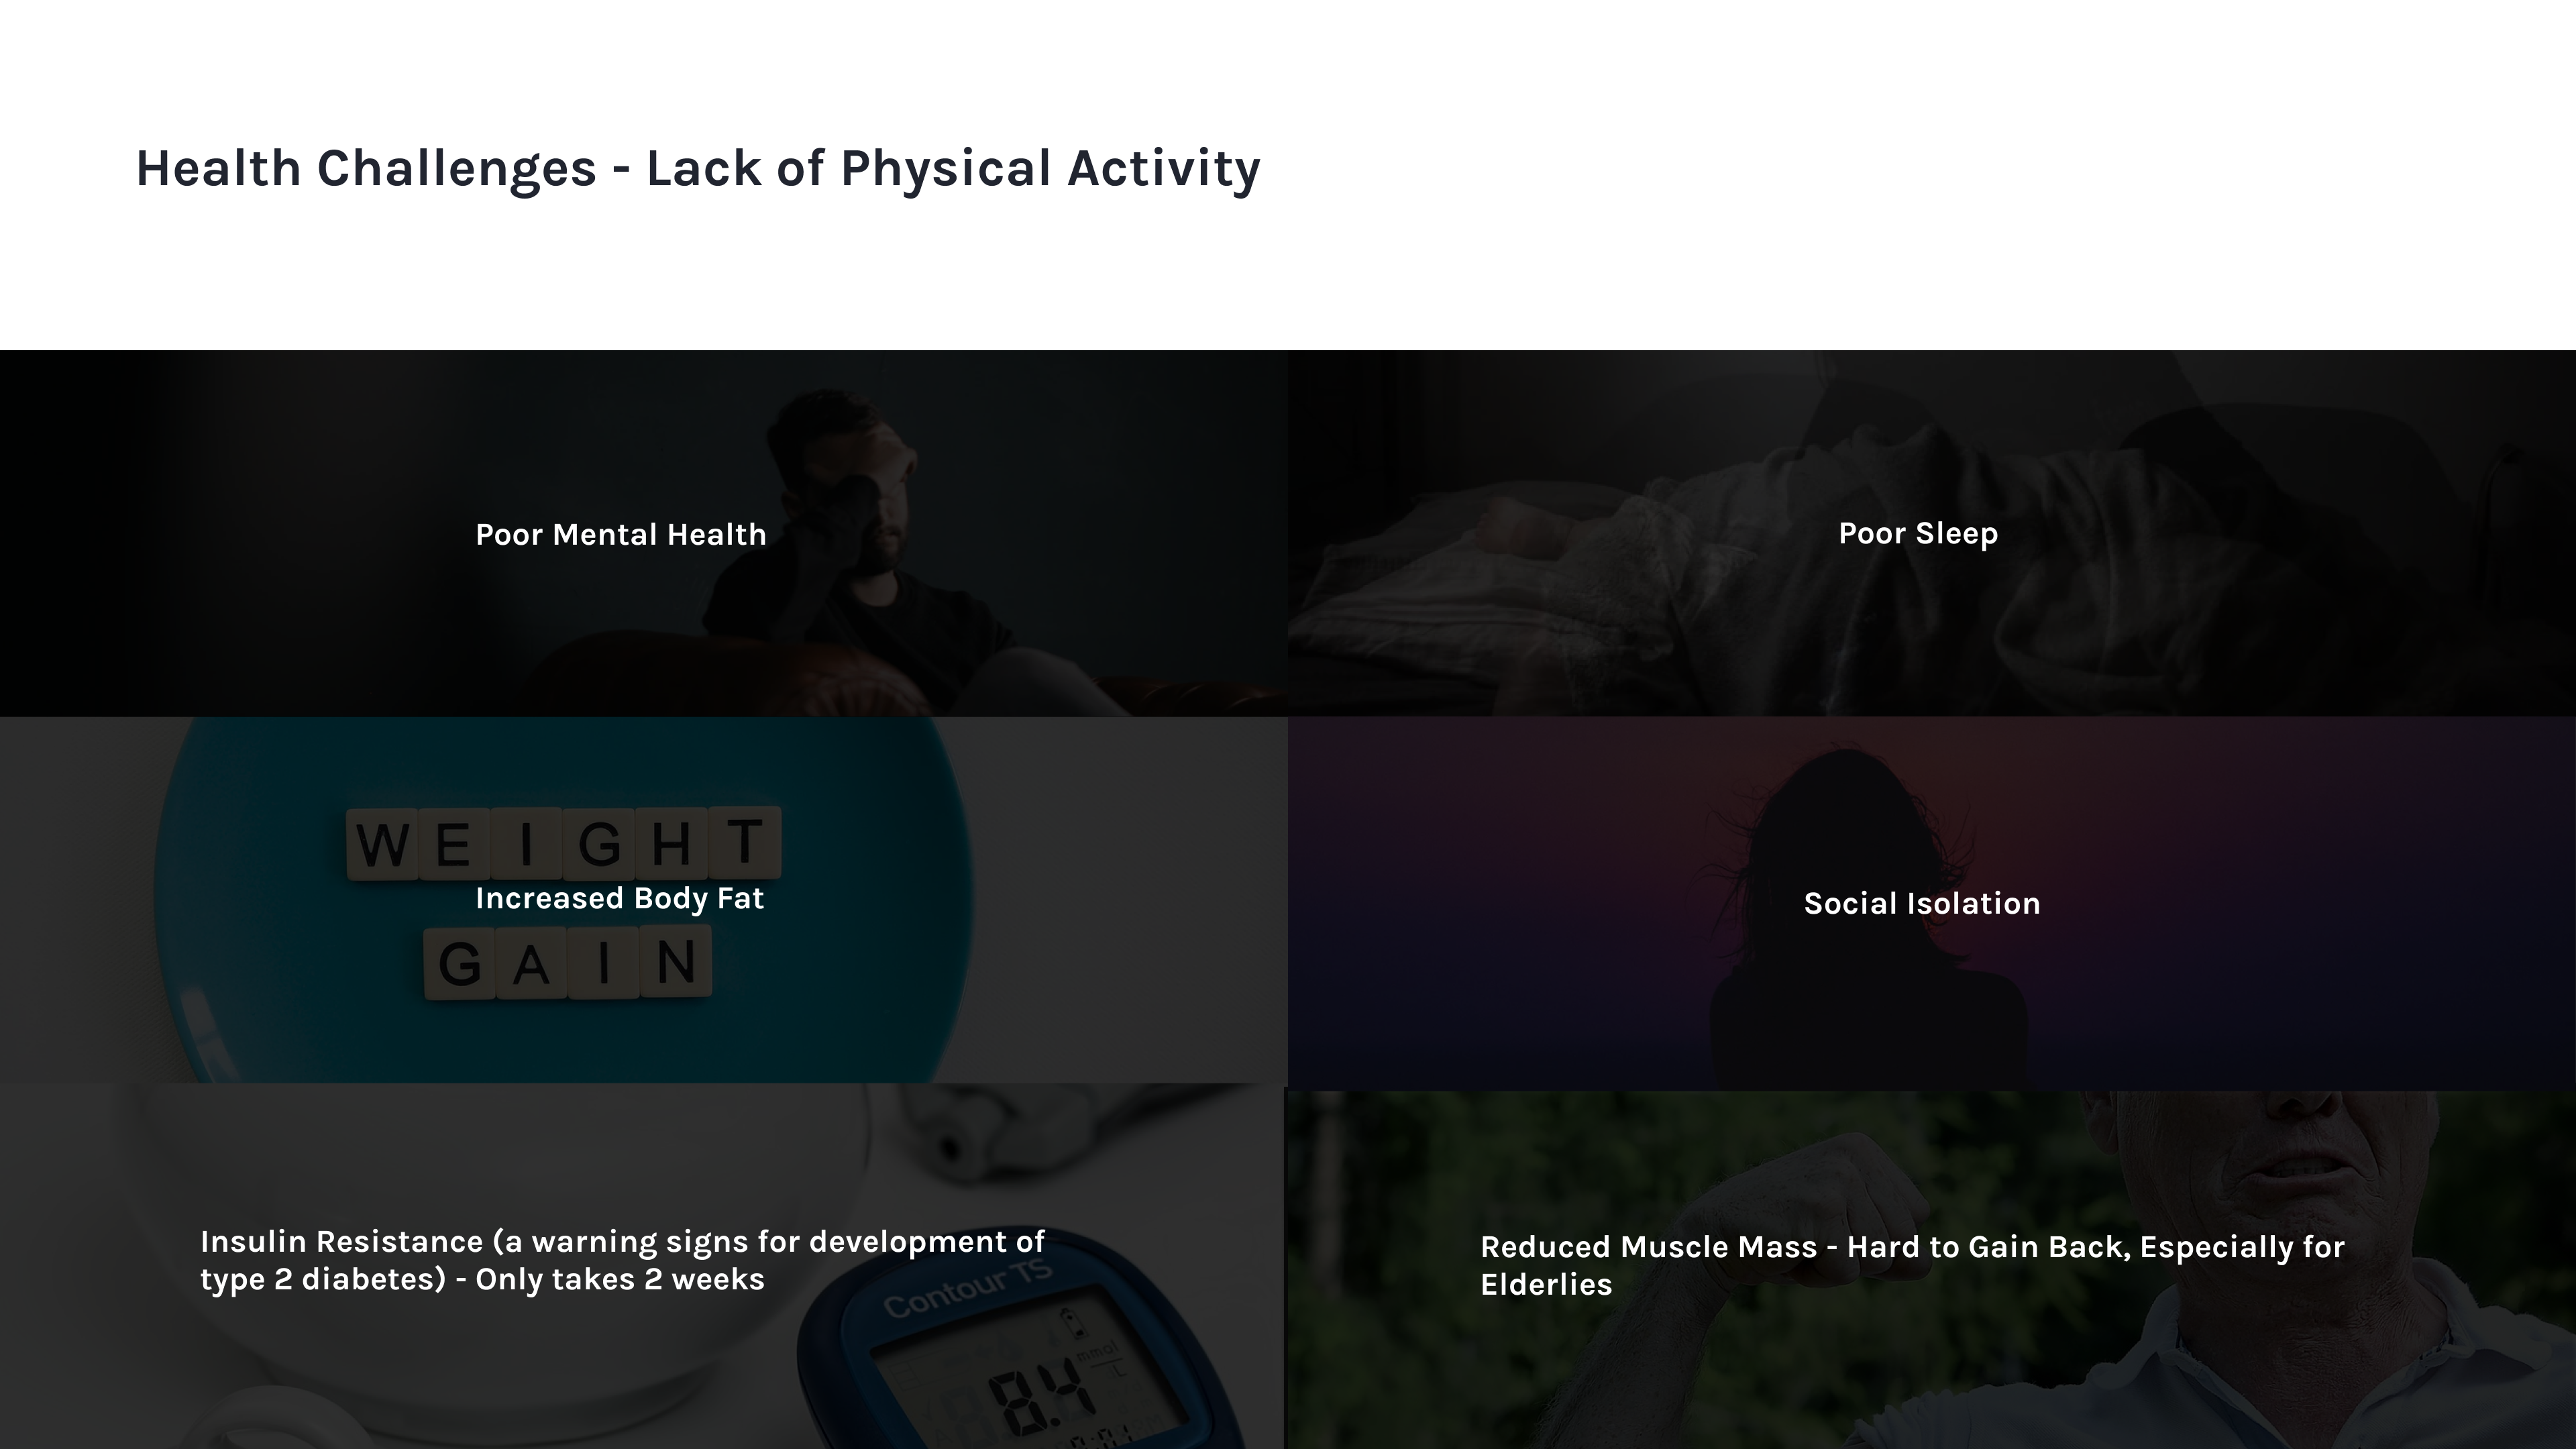 Health Challenges - Lack of Physical Activity
Poor Mental Health
Poor Sleep
WEIGHT
Increased Body Fat
GAIN
Social Isolation
Insulin Resistance (a warning signs for development of
type 2 diabetes) - Only takes 2 weeks
Contour TS
mmol
L
8.4
Reduced Muscle Mass - Hard to Gain Back, Especially for
Elderlies